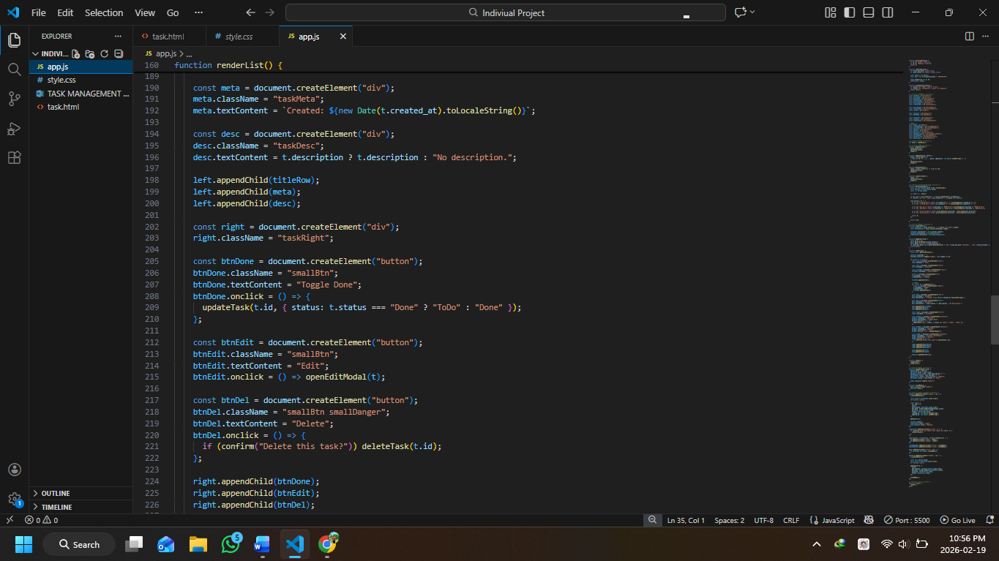 File Edit Selection View Go ···
Indiviual Project
EXPLORER ···
INDIVI...
app.js
style.css
TASK MANAGEMENT ...
task.html
OUTLINE
TIMELINE
task.html
style.css
JS app.js
JS app.js > ...
160 function renderList() {
189
190 const meta = document.createElement("div");
191 meta.className = "taskMeta";
192 meta.textContent = `Created: ${new Date(t.created_at).toLocaleString()}`;
193
194 const desc = document.createElement("div");
195 desc.className = "taskDesc";
196 desc.textContent = t.description ? t.description : "No description.";
197
198 left.appendChild(titleRow);
199 left.appendChild(meta);
200 left.appendChild(desc);
201
202 const right = document.createElement("div");
203 right.className = "taskRight";
204
205 const btnDone = document.createElement("button");
206 btnDone.className = "smallBtn";
207 btnDone.textContent = "Toggle Done";
208 btnDone.onclick = () => {
209 updateTask(t.id, { status: t.status === "Done" ? "ToDo" : "Done" });
210 };
211
212 const btnEdit = document.createElement("button");
213 btnEdit.className = "smallBtn";
214 btnEdit.textContent = "Edit";
215 btnEdit.onclick = () => openEditModal(t);
216
217 const btnDel = document.createElement("button");
218 btnDel.className = "smallBtn smallDanger";
219 btnDel.textContent = "Delete";
220 btnDel.onclick = () => {
221 if (confirm("Delete this task?")) deleteTask(t.id);
222 };
223
224 right.appendChild(btnDone);
225 right.appendChild(btnEdit);
226 right.appendChild(btnDel);
0 0
Ln 35, Col 1 Spaces: 2 UTF-8 CRLF {} JavaScript Port : 5500 Go Live
1
Search
5
10:56 PM
2026-02-19